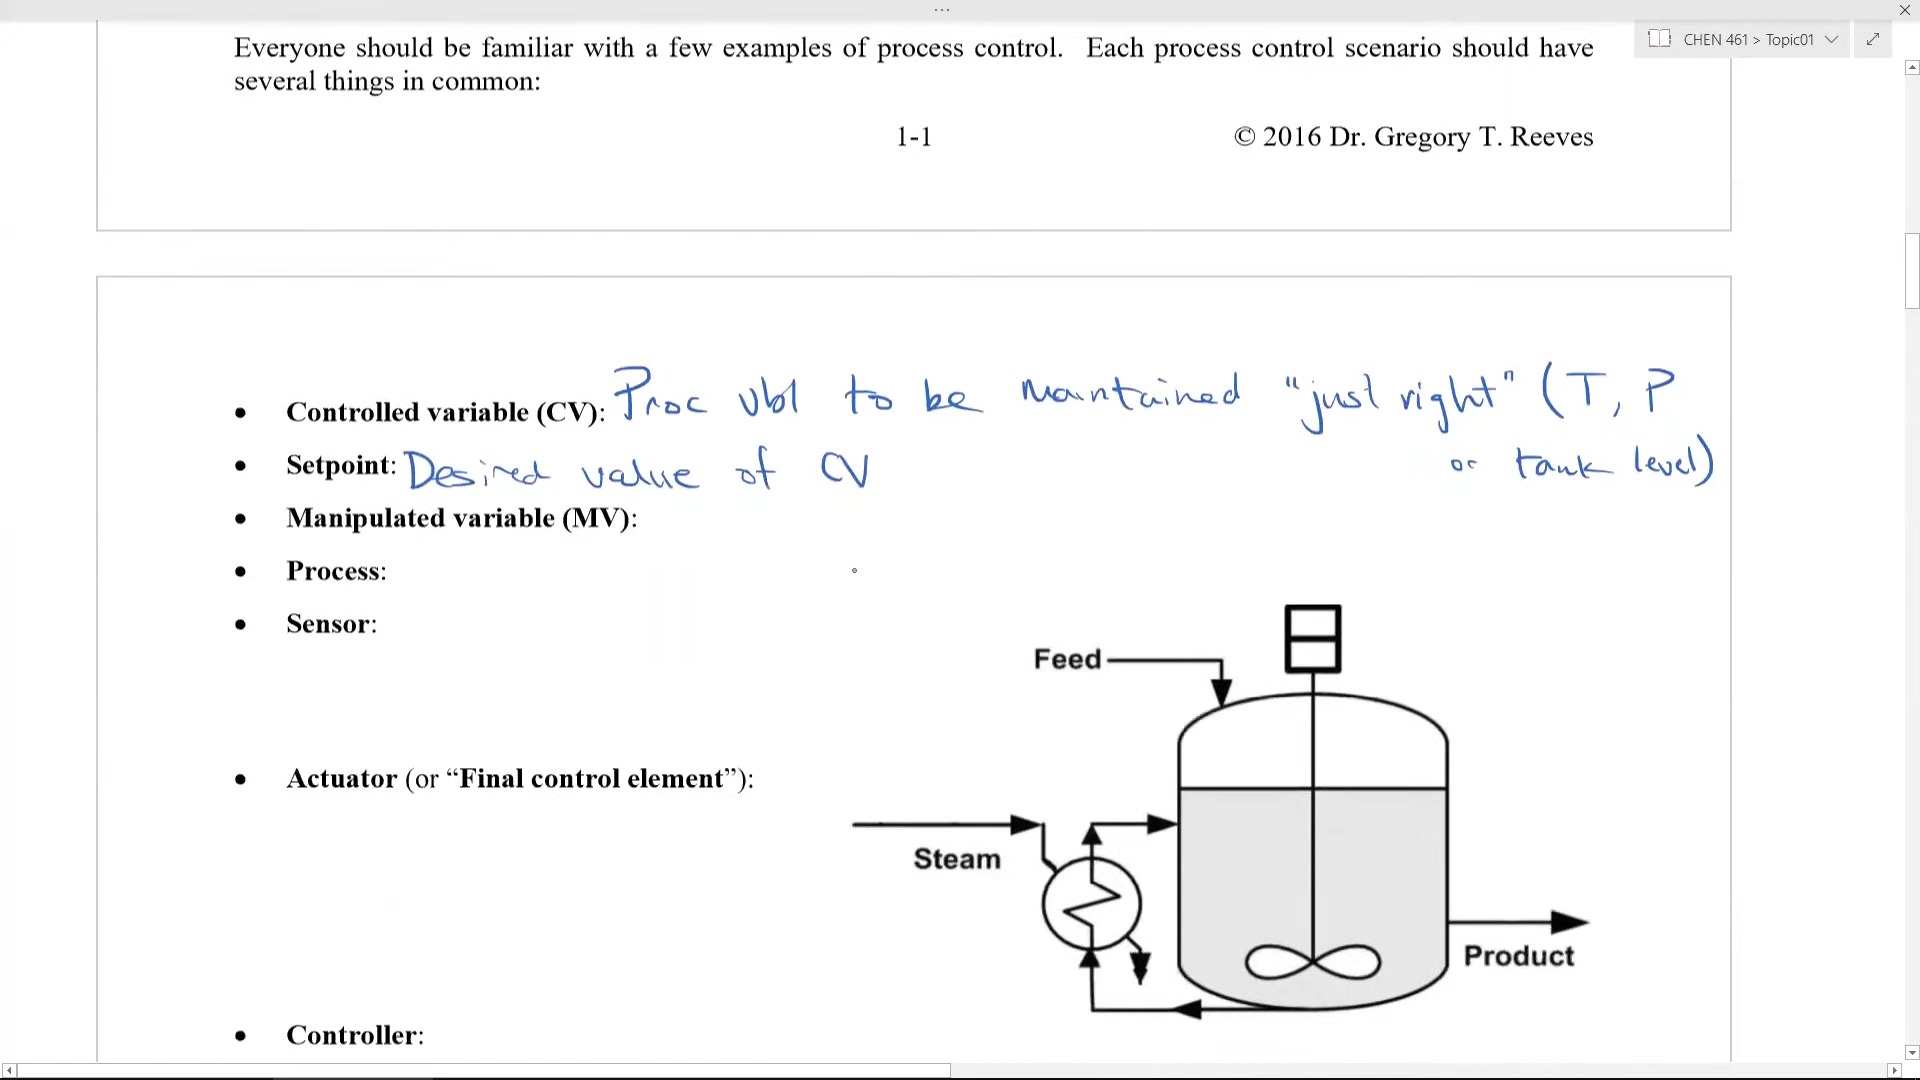 CHEN 461 > Topic01
Everyone should be familiar with a few examples of process control. Each process control scenario should have
several things in common:
1-1 © 2016 Dr. Gregory T. Reeves
• Controlled variable (CV): Proc vbl to be maintained "just right" (T, P
or tank level)
• Setpoint: Desired value of CV
• Manipulated variable (MV):
• Process:
• Sensor:
Feed
• Actuator (or “Final control element”):
Steam
Product
• Controller: